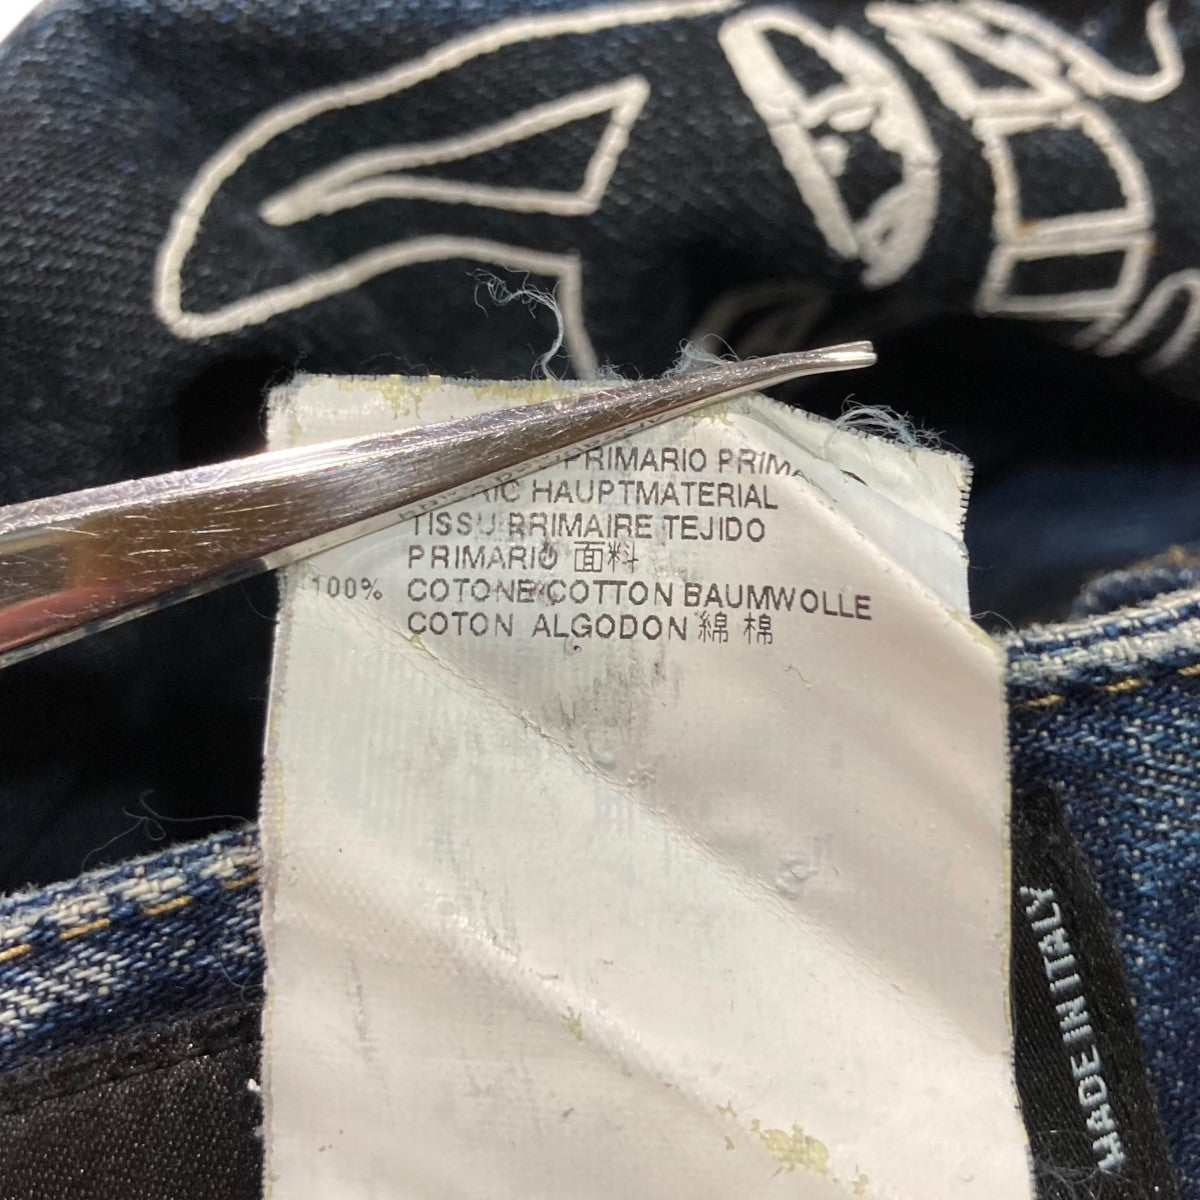 PRIMARIO
HAUPTMATERIAL
TISSU PRIMAIRE TEJIDO
PRIMARIO 面料
100% COTONE COTTON BAUMWOLLE
COTON ALGODON 綿 棉
MADE IN ITALY